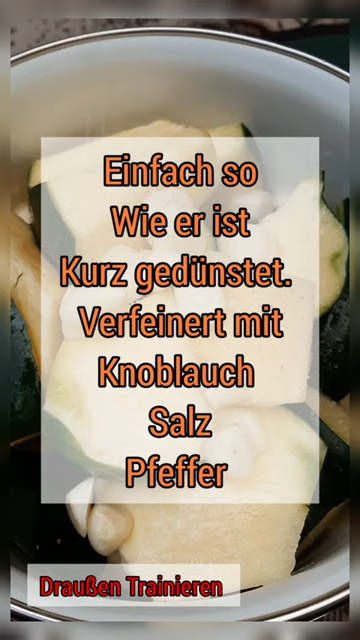 Einfach so
Wie er ist
Kurz gedünstet.
Verfeinert mit
Knoblauch
Salz
Pfeffer
Draußen Trainieren